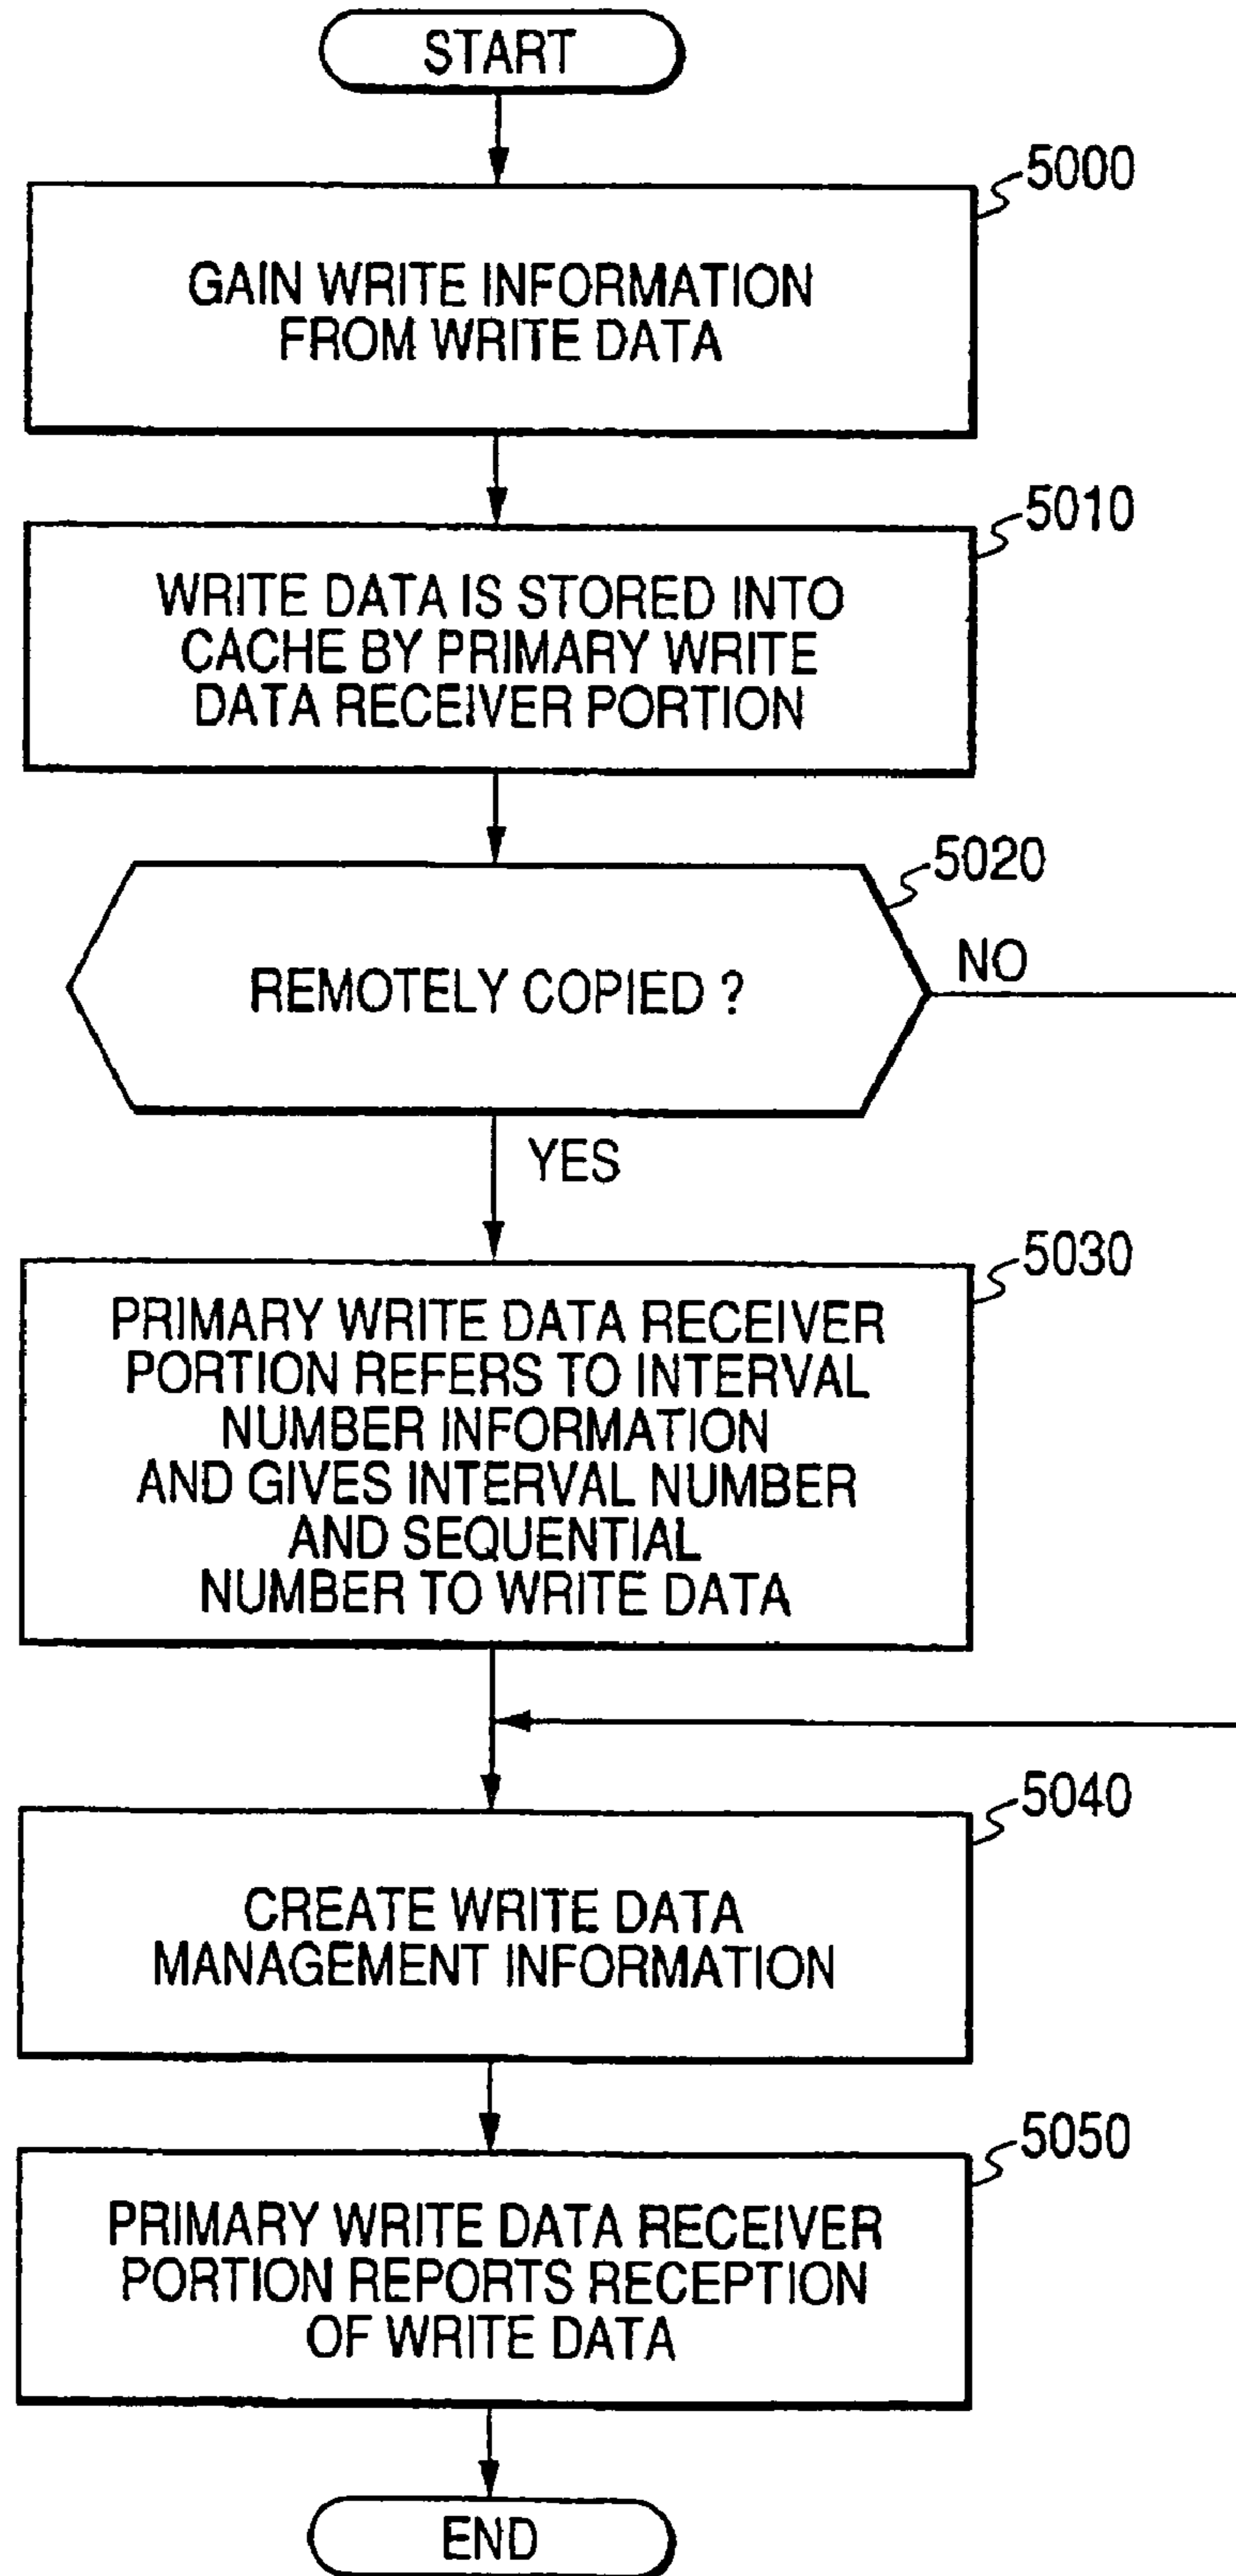 START
5000
GAIN WRITE INFORMATION
FROM WRITE DATA
5010
WRITE DATA IS STORED INTO
CACHE BY PRIMARY WRITE
DATA RECEIVER PORTION
5020
REMOTELY COPIED ?
NO
YES
5030
PRIMARY WRITE DATA RECEIVER
PORTION REFERS TO INTERVAL
NUMBER INFORMATION
AND GIVES INTERVAL NUMBER
AND SEQUENTIAL
NUMBER TO WRITE DATA
5040
CREATE WRITE DATA
MANAGEMENT INFORMATION
5050
PRIMARY WRITE DATA RECEIVER
PORTION REPORTS RECEPTION
OF WRITE DATA
END